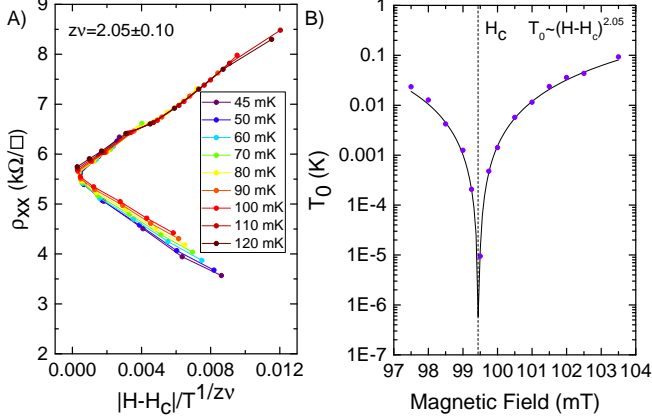 A)
zν=2.05±0.10
9
8
7
6
5
4
3
2
ρxx (kΩ/□)
45 mK
50 mK
60 mK
70 mK
80 mK
90 mK
100 mK
110 mK
120 mK
0.000 0.004 0.008 0.012
|H-Hc|/T^1/zν
B)
Hc T0~(H-Hc)^2.05
1
0.1
0.01
0.001
1E-4
1E-5
1E-6
1E-7
T0 (K)
97 98 99 100 101 102 103 104
Magnetic Field (mT)